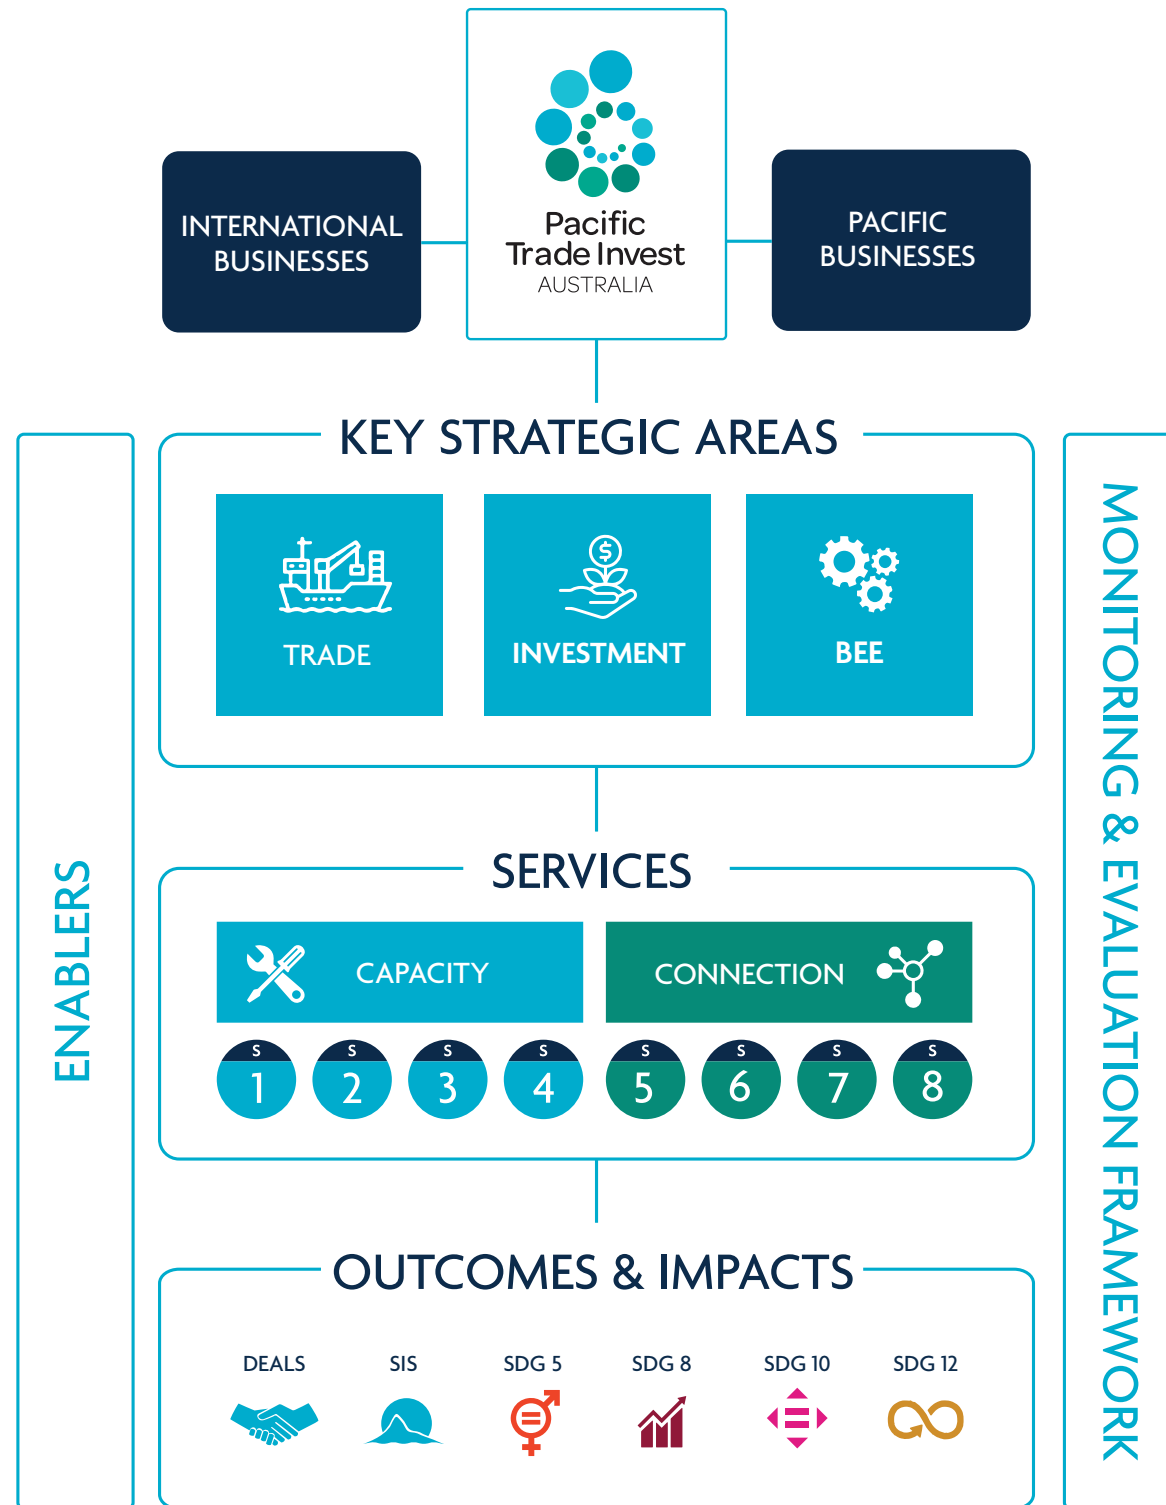 Pacific
Trade Invest
AUSTRALIA
INTERNATIONAL
BUSINESSES
PACIFIC
BUSINESSES
KEY STRATEGIC AREAS
TRADE
$
INVESTMENT
BEE
SERVICES
CAPACITY
CONNECTION
S S S S S S S S
1 2 3 4 5 6 7 8
OUTCOMES & IMPACTS
DEALS SIS SDG 5 SDG 8 SDG 10 SDG 12
ENABLERS
MONITORING & EVALUATION FRAMEWORK